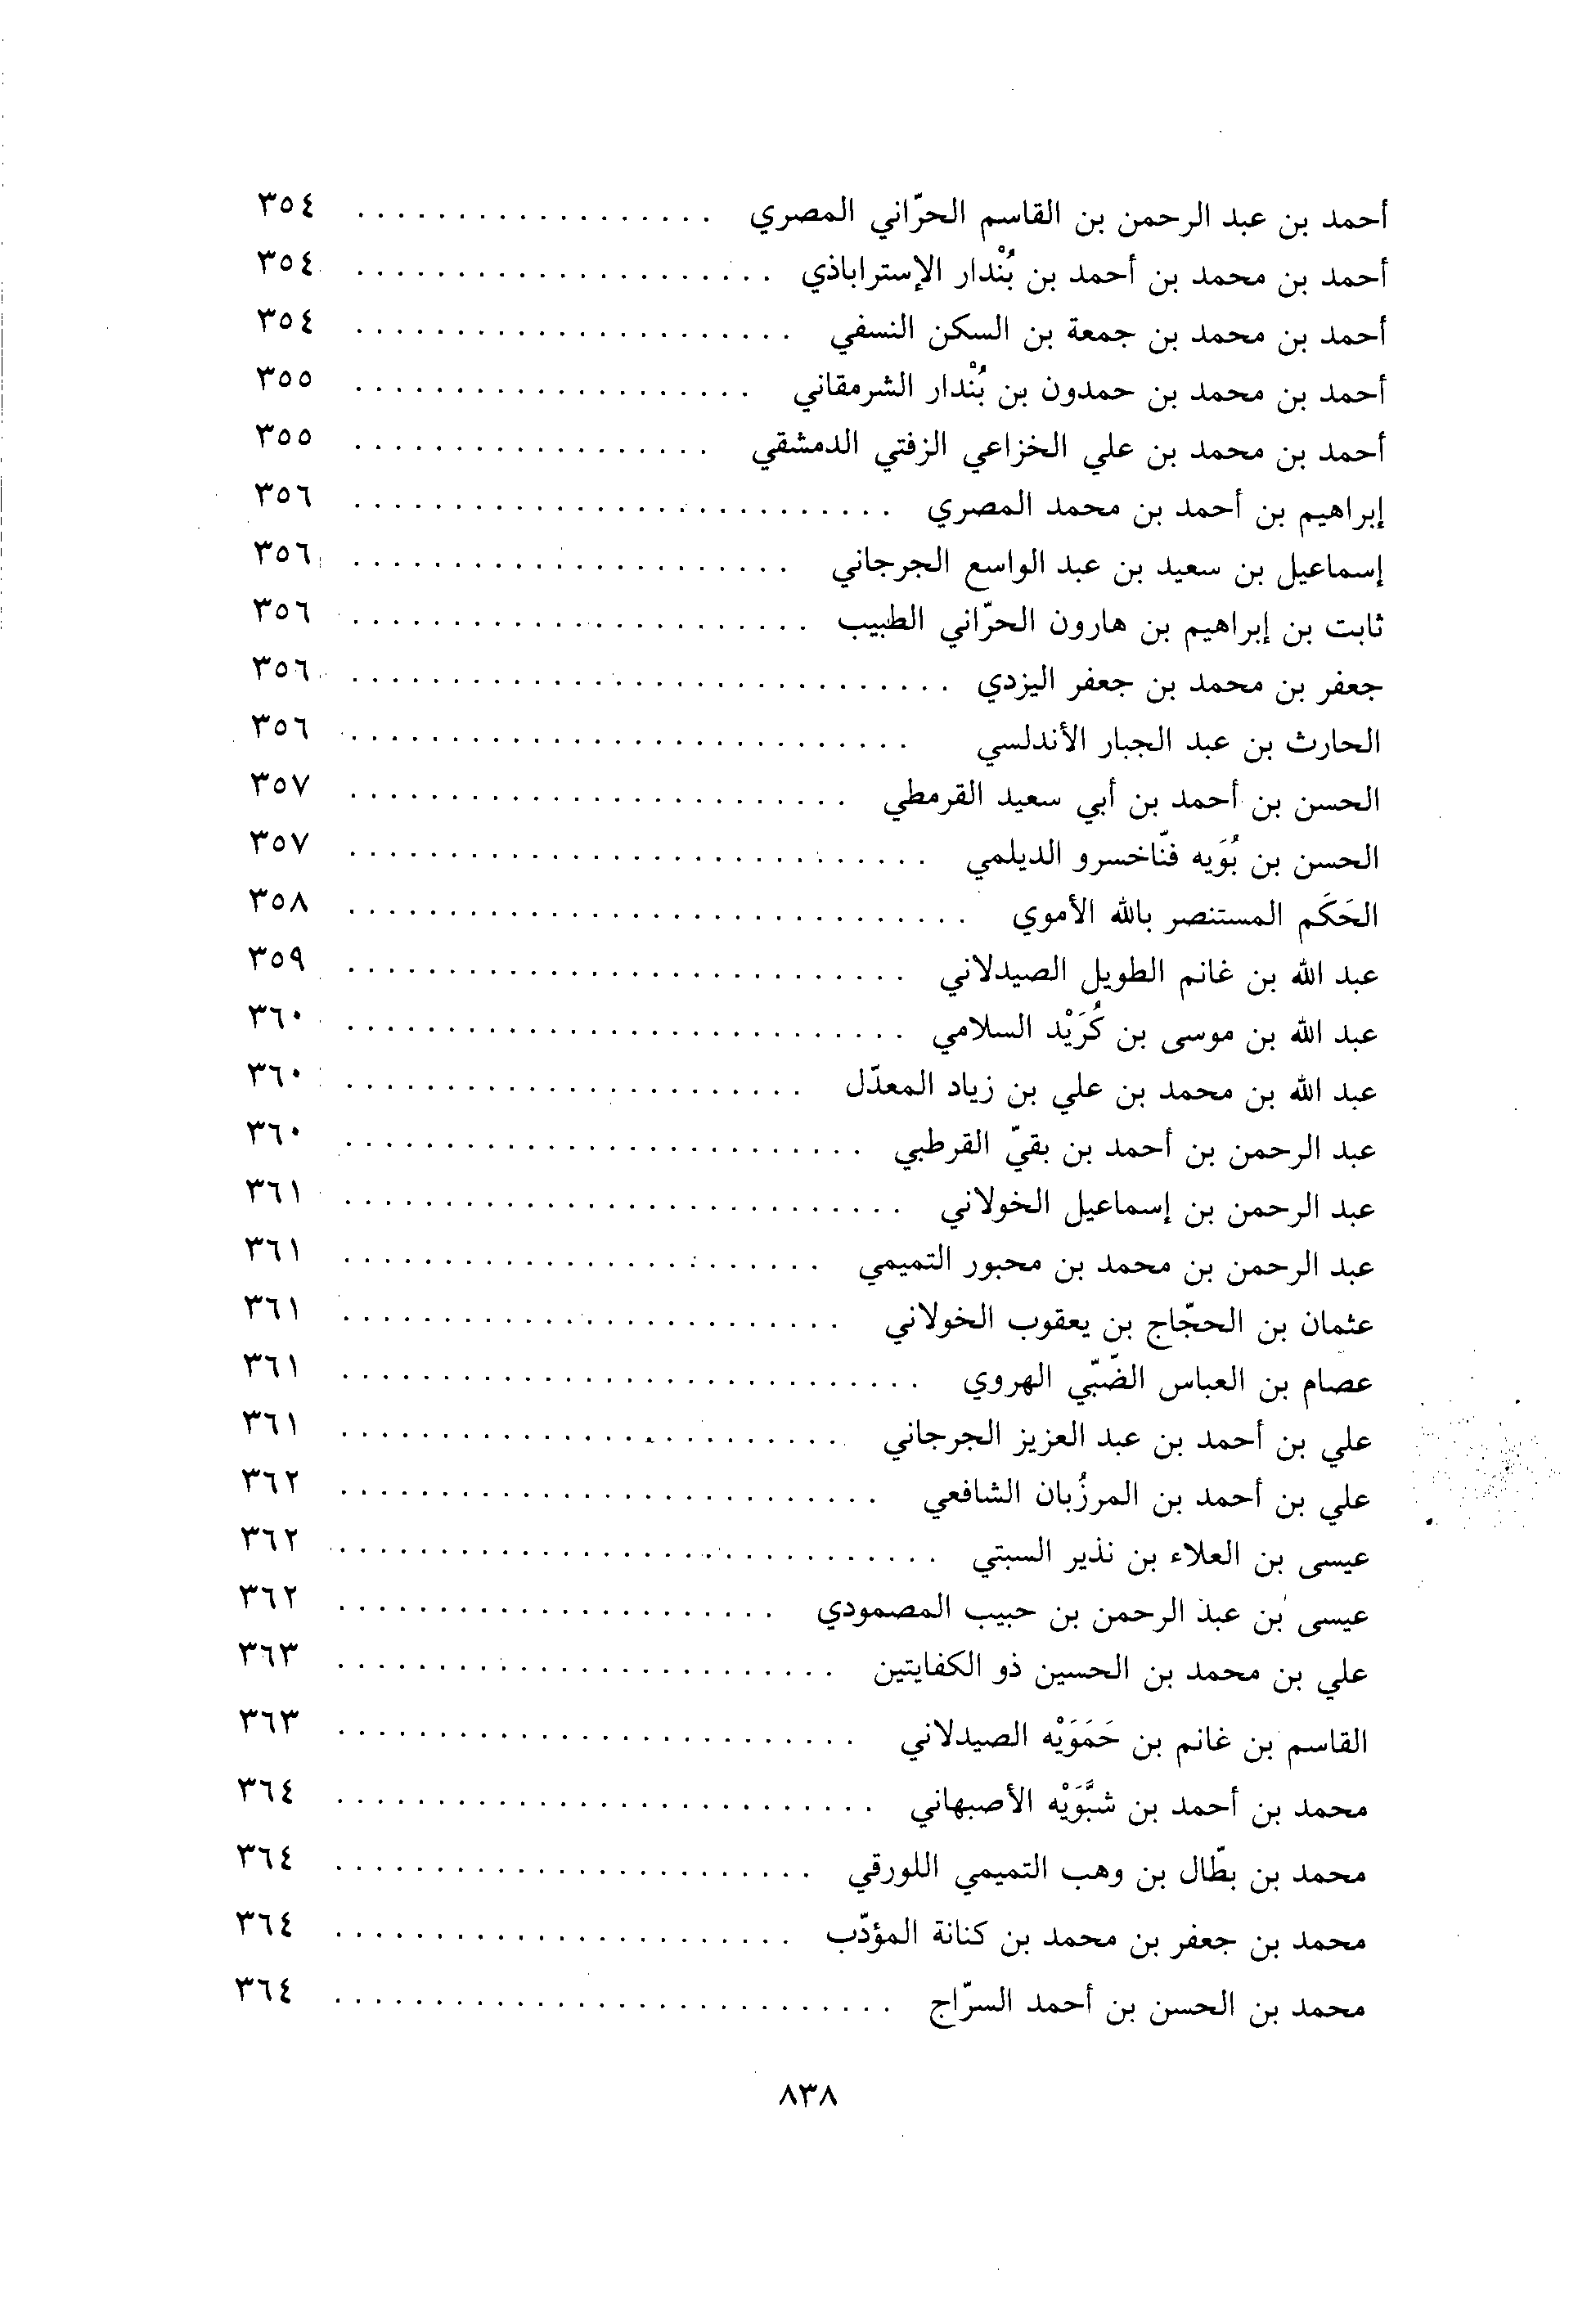 أحمد بن عبد الرحمن بن القاسم الحرّاني المصري . . . . . . . . . . . . . . . . . . ٣٥٤
أحمد بن محمد بن أحمد بن بُنْدار الإستراباذي . . . . . . . . . . . . . . . . . . . . . ٣٥٤
أحمد بن محمد بن جمعة بن السكن النسفي . . . . . . . . . . . . . . . . . . . . . . ٣٥٤
أحمد بن محمد بن حمدون بن بُنْدار الشرمقاني . . . . . . . . . . . . . . . . . . . . ٣٥٥
أحمد بن محمد بن علي الخزاعي الزفتي الدمشقي . . . . . . . . . . . . . . . . . . ٣٥٥
إبراهيم بن أحمد بن محمد المصري . . . . . . . . . . . . . . . . . . . . . . . . . . . ٣٥٦
إسماعيل بن سعيد بن عبد الواسع الجرجاني . . . . . . . . . . . . . . . . . . . . . . ٣٥٦
ثابت بن إبراهيم بن هارون الحرّاني الطبيب . . . . . . . . . . . . . . . . . . . . . . . ٣٥٦
جعفر بن محمد بن جعفر اليزدي . . . . . . . . . . . . . . . . . . . . . . . . . . . . . . ٣٥٦
الحارث بن عبد الجبار الأندلسي . . . . . . . . . . . . . . . . . . . . . . . . . . . . ٣٥٦
الحسن بن أحمد بن أبي سعيد القرمطي . . . . . . . . . . . . . . . . . . . . . . . . . ٣٥٧
الحسن بن بُوَيه فنّاخسرو الديلمي . . . . . . . . . . . . . . . . . . . . . . . . . . . . . ٣٥٧
الحَكَم المستنصر بالله الأموي . . . . . . . . . . . . . . . . . . . . . . . . . . . . . . . ٣٥٨
عبد الله بن غانم الطويل الصيدلاني . . . . . . . . . . . . . . . . . . . . . . . . . . . . ٣٥٩
عبد الله بن موسى بن كُرَيْد السلامي . . . . . . . . . . . . . . . . . . . . . . . . . . . . ٣٦٠
عبد الله بن محمد بن علي بن زياد المعدّل . . . . . . . . . . . . . . . . . . . . . . . ٣٦٠
عبد الرحمن بن أحمد بن بقيّ القرطبي . . . . . . . . . . . . . . . . . . . . . . . . . . ٣٦٠
عبد الرحمن بن إسماعيل الخولاني . . . . . . . . . . . . . . . . . . . . . . . . . . . . ٣٦١
عبد الرحمن بن محمد بن محبور التميمي . . . . . . . . . . . . . . . . . . . . . . . . ٣٦١
عثمان بن الحجّاج بن يعقوب الخولاني . . . . . . . . . . . . . . . . . . . . . . . . . ٣٦١
عصام بن العباس الضّبّي الهروي . . . . . . . . . . . . . . . . . . . . . . . . . . . . . ٣٦١
علي بن أحمد بن عبد العزيز الجرجاني . . . . . . . . . . . . . . . . . . . . . . . . . ٣٦١
علي بن أحمد بن المرزُبان الشافعي . . . . . . . . . . . . . . . . . . . . . . . . . . . ٣٦٢
عيسى بن العلاء بن نذير السبتي . . . . . . . . . . . . . . . . . . . . . . . . . . . . . . ٣٦٢
عيسى بن عبد الرحمن بن حبيب المصمودي . . . . . . . . . . . . . . . . . . . . . . ٣٦٢
علي بن محمد بن الحسين ذو الكفايتين . . . . . . . . . . . . . . . . . . . . . . . . . ٣٦٣
القاسم بن غانم بن حَمَوَيْه الصيدلاني . . . . . . . . . . . . . . . . . . . . . . . . . . ٣٦٣
محمد بن أحمد بن شبَّوَيْه الأصبهاني . . . . . . . . . . . . . . . . . . . . . . . . . . . ٣٦٤
محمد بن بطّال بن وهب التميمي اللورقي . . . . . . . . . . . . . . . . . . . . . . . . ٣٦٤
محمد بن جعفر بن محمد بن كنانة المؤدّب . . . . . . . . . . . . . . . . . . . . . . . ٣٦٤
محمد بن الحسن بن أحمد السرّاج . . . . . . . . . . . . . . . . . . . . . . . . . . . . ٣٦٤
٨٣٨